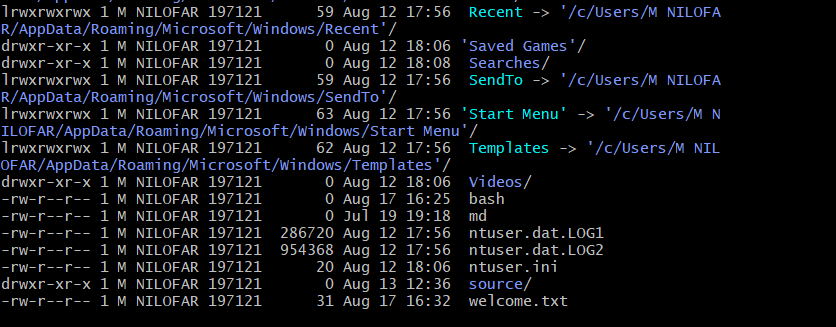 lrwxrwxrwx 1 M NILOFAR 197121     59 Aug 12 17:56  Recent -> '/c/Users/M NILOFA
R/AppData/Roaming/Microsoft/Windows/Recent'/
drwxr-xr-x 1 M NILOFAR 197121      0 Aug 12 18:06 'Saved Games'/
drwxr-xr-x 1 M NILOFAR 197121      0 Aug 12 18:08  Searches/
lrwxrwxrwx 1 M NILOFAR 197121     59 Aug 12 17:56  SendTo -> '/c/Users/M NILOFA
R/AppData/Roaming/Microsoft/Windows/SendTo'/
lrwxrwxrwx 1 M NILOFAR 197121     63 Aug 12 17:56 'Start Menu' -> '/c/Users/M N
ILOFAR/AppData/Roaming/Microsoft/Windows/Start Menu'/
lrwxrwxrwx 1 M NILOFAR 197121     62 Aug 12 17:56  Templates -> '/c/Users/M NIL
OFAR/AppData/Roaming/Microsoft/Windows/Templates'/
drwxr-xr-x 1 M NILOFAR 197121      0 Aug 12 18:06  Videos/
-rw-r--r-- 1 M NILOFAR 197121      0 Aug 17 16:25  bash
-rw-r--r-- 1 M NILOFAR 197121      0 Jul 19 19:18  md
-rw-r--r-- 1 M NILOFAR 197121 286720 Aug 12 17:56  ntuser.dat.LOG1
-rw-r--r-- 1 M NILOFAR 197121 954368 Aug 12 17:56  ntuser.dat.LOG2
-rw-r--r-- 1 M NILOFAR 197121     20 Aug 12 18:06  ntuser.ini
drwxr-xr-x 1 M NILOFAR 197121      0 Aug 13 12:36  source/
-rw-r--r-- 1 M NILOFAR 197121     31 Aug 17 16:32  welcome.txt